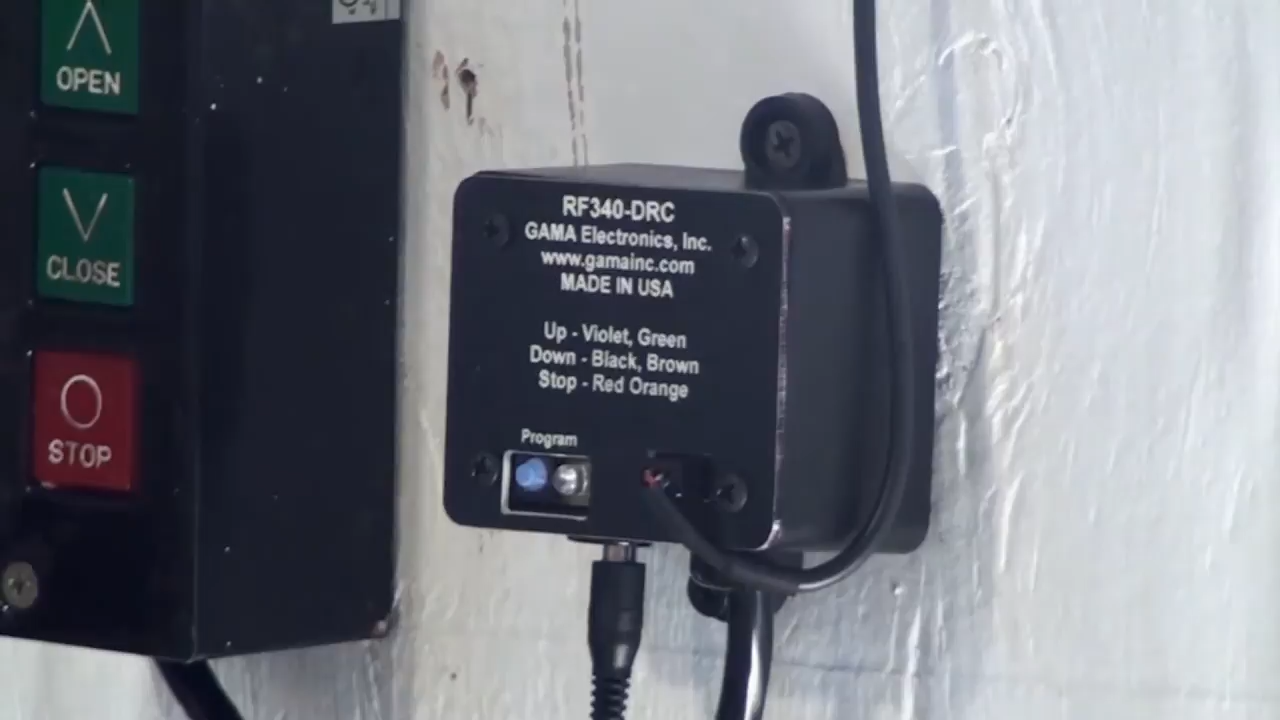 OPEN
CLOSE
STOP
RF340-DRC
GAMA Electronics, Inc.
www.gamainc.com
MADE IN USA
Up - Violet, Green
Down - Black, Brown
Stop - Red Orange
Program